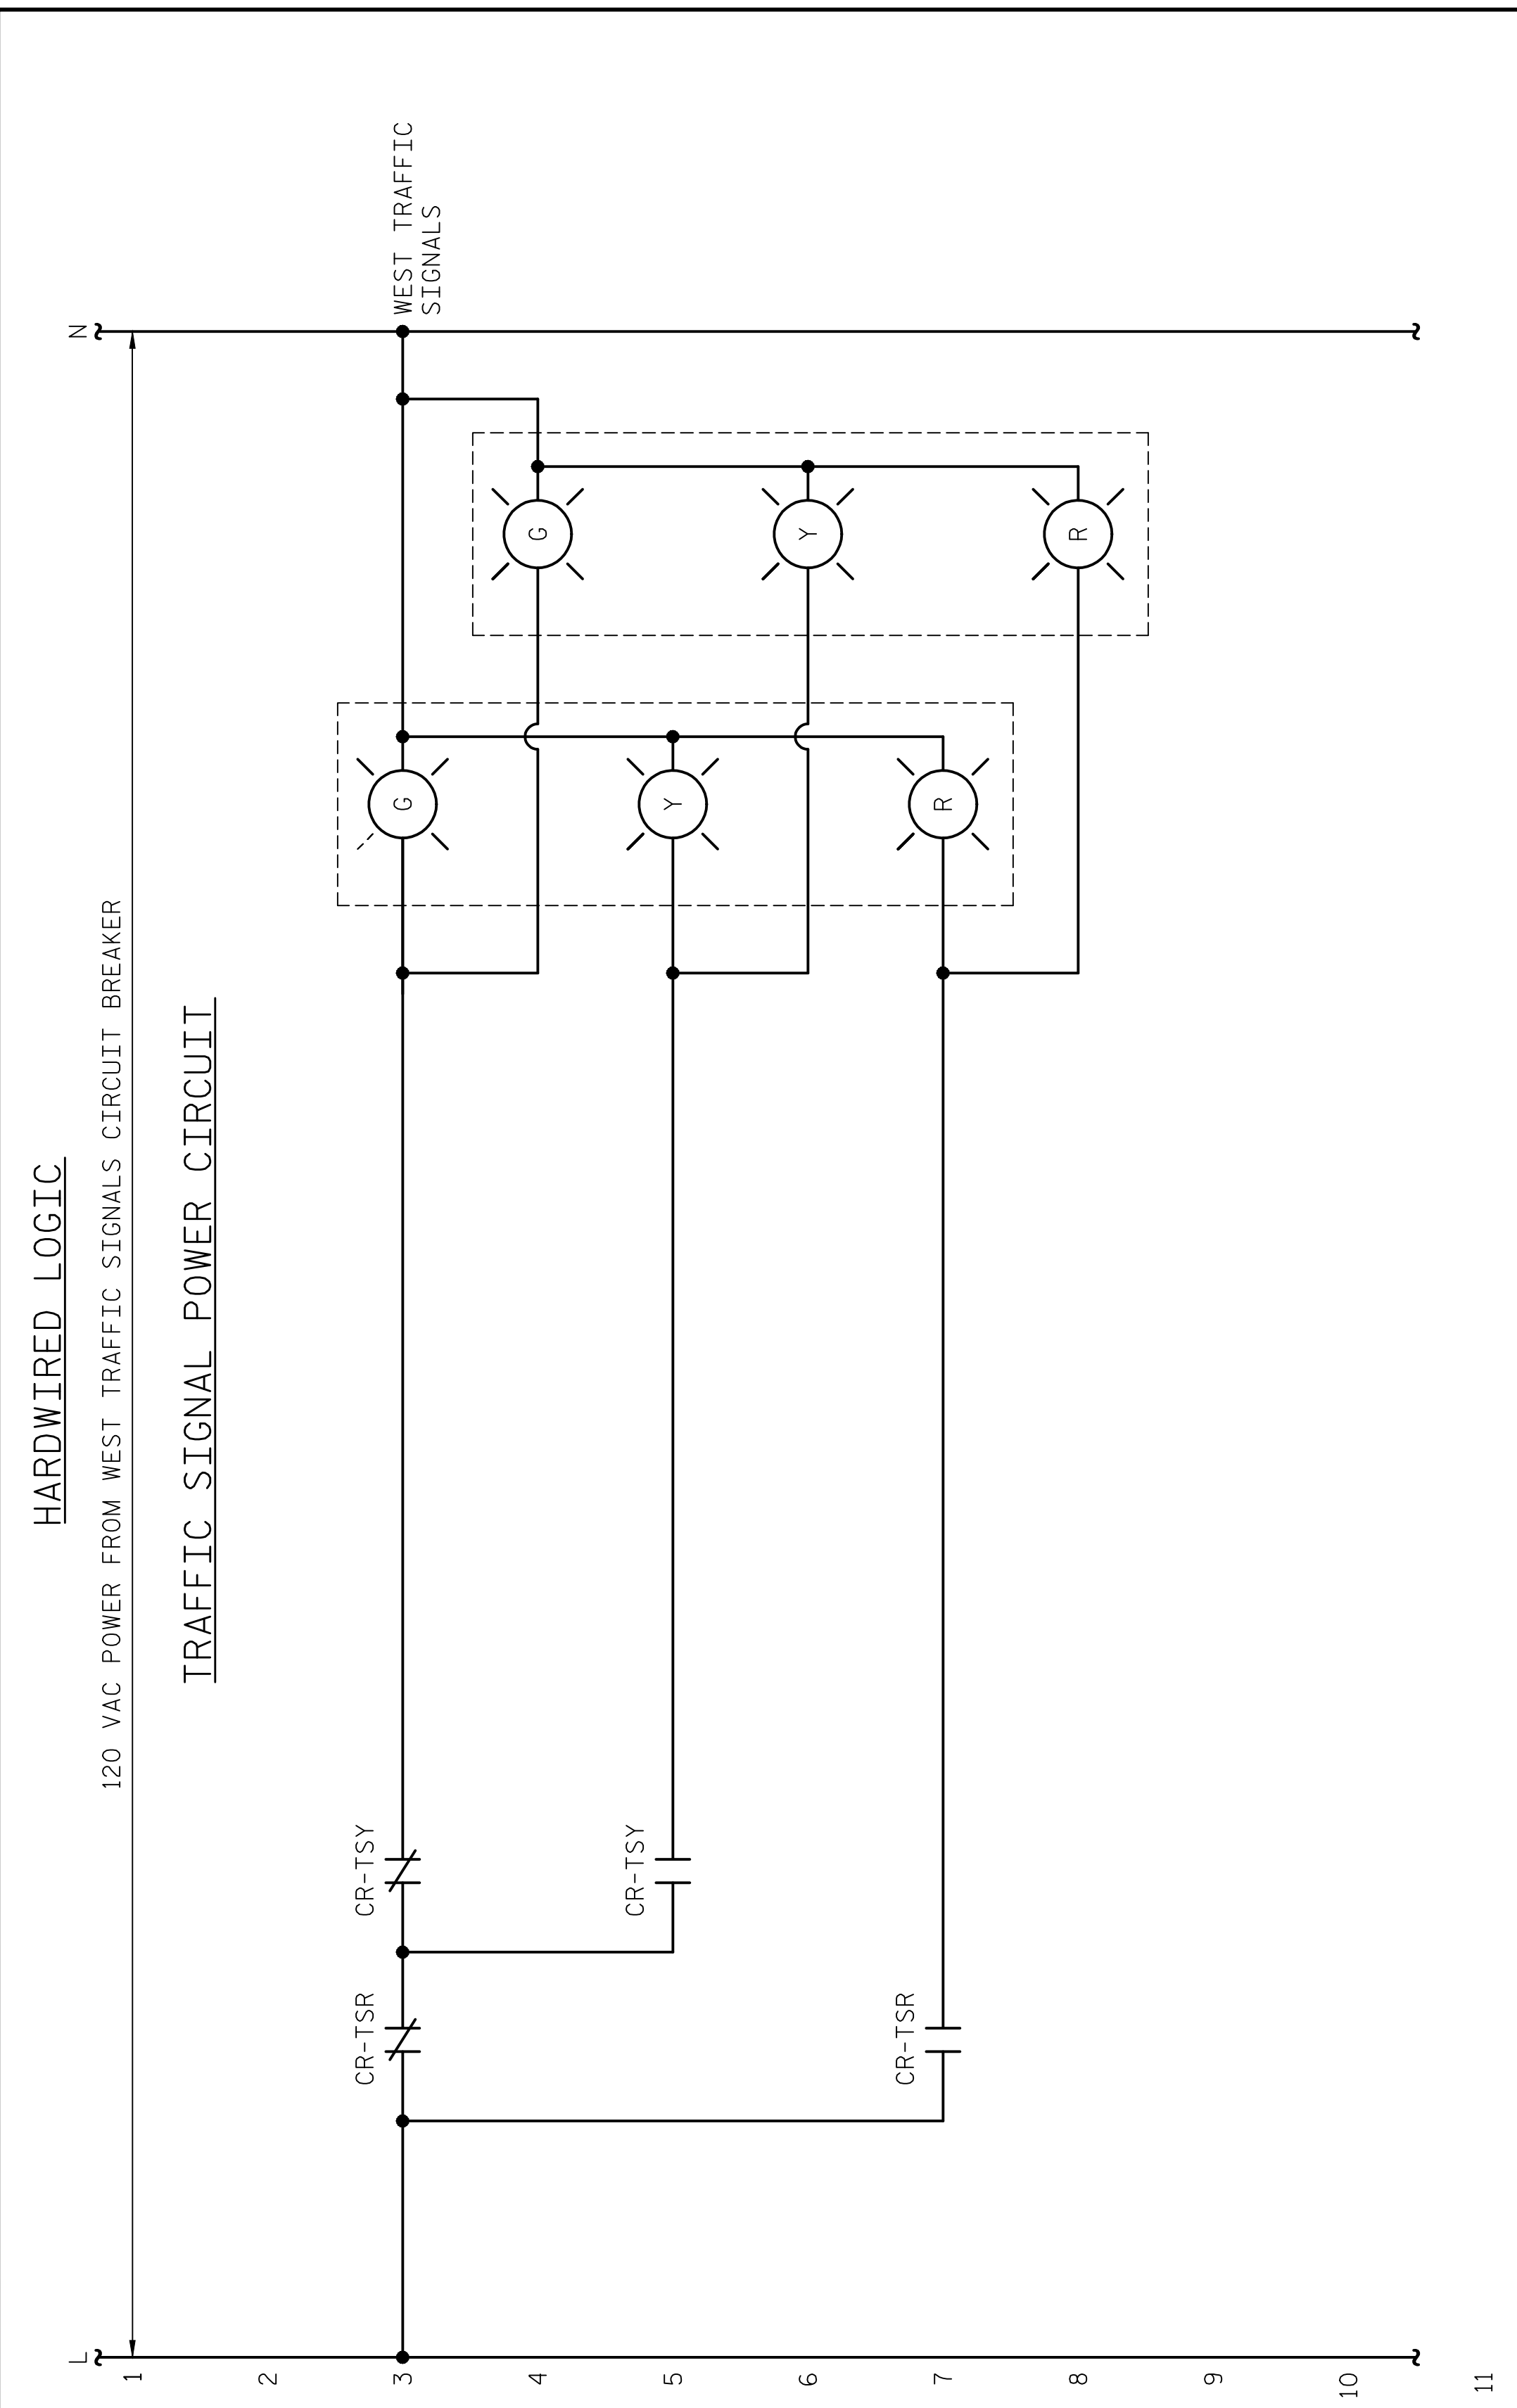 HARDWIRED LOGIC
L
N
120 VAC POWER FROM WEST TRAFFIC SIGNALS CIRCUIT BREAKER
1
TRAFFIC SIGNAL POWER CIRCUIT
2
CR-TSR
CR-TSY
3
G
WEST TRAFFIC
SIGNALS
4
G
CR-TSY
5
Y
6
Y
CR-TSR
7
R
8
R
9
10
11